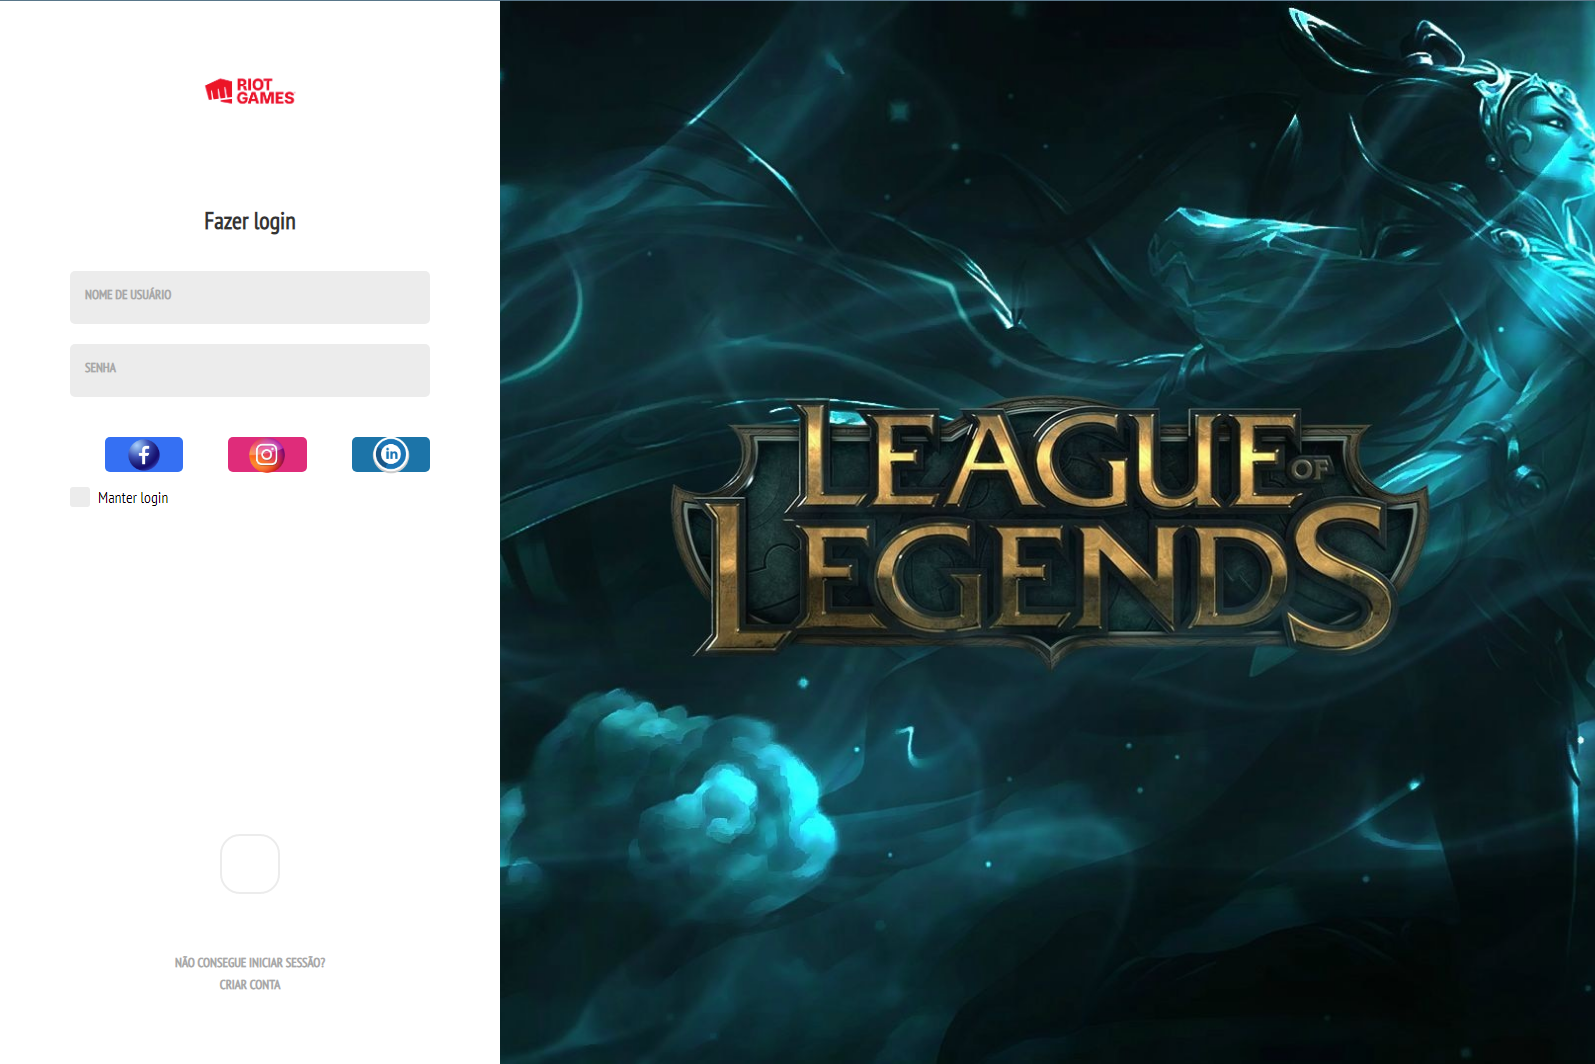 RIOT
GAMES
Fazer login
NOME DE USUÁRIO
SENHA
f
in
Manter login
NÃO CONSEGUE INICIAR SESSÃO?
CRIAR CONTA
LEAGUE OF
LEGENDS